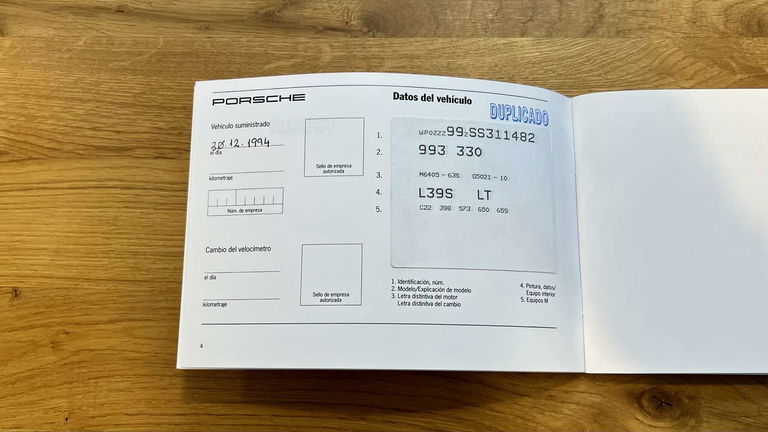 PORSCHE
Vehículo suministrado
30.12.1994
el día
kilometraje
Sello de empresa
autorizada
Núm. de empresa
Cambio del velocímetro
el día
kilometraje
Sello de empresa
autorizada
4
Datos del vehículo
DUPLICADO
1. WP0ZZZ99ZSS311482
2. 993 330
3. M6405-63S G5021-10
4. L39S LT
5. C22 398 573 650 659
1. Identificación, núm.
2. Modelo/Explicación de modelo
3. Letra distintiva del motor
Letra distinitva del cambio
4. Pintura, datos/
Equipo interior
5. Equipos M